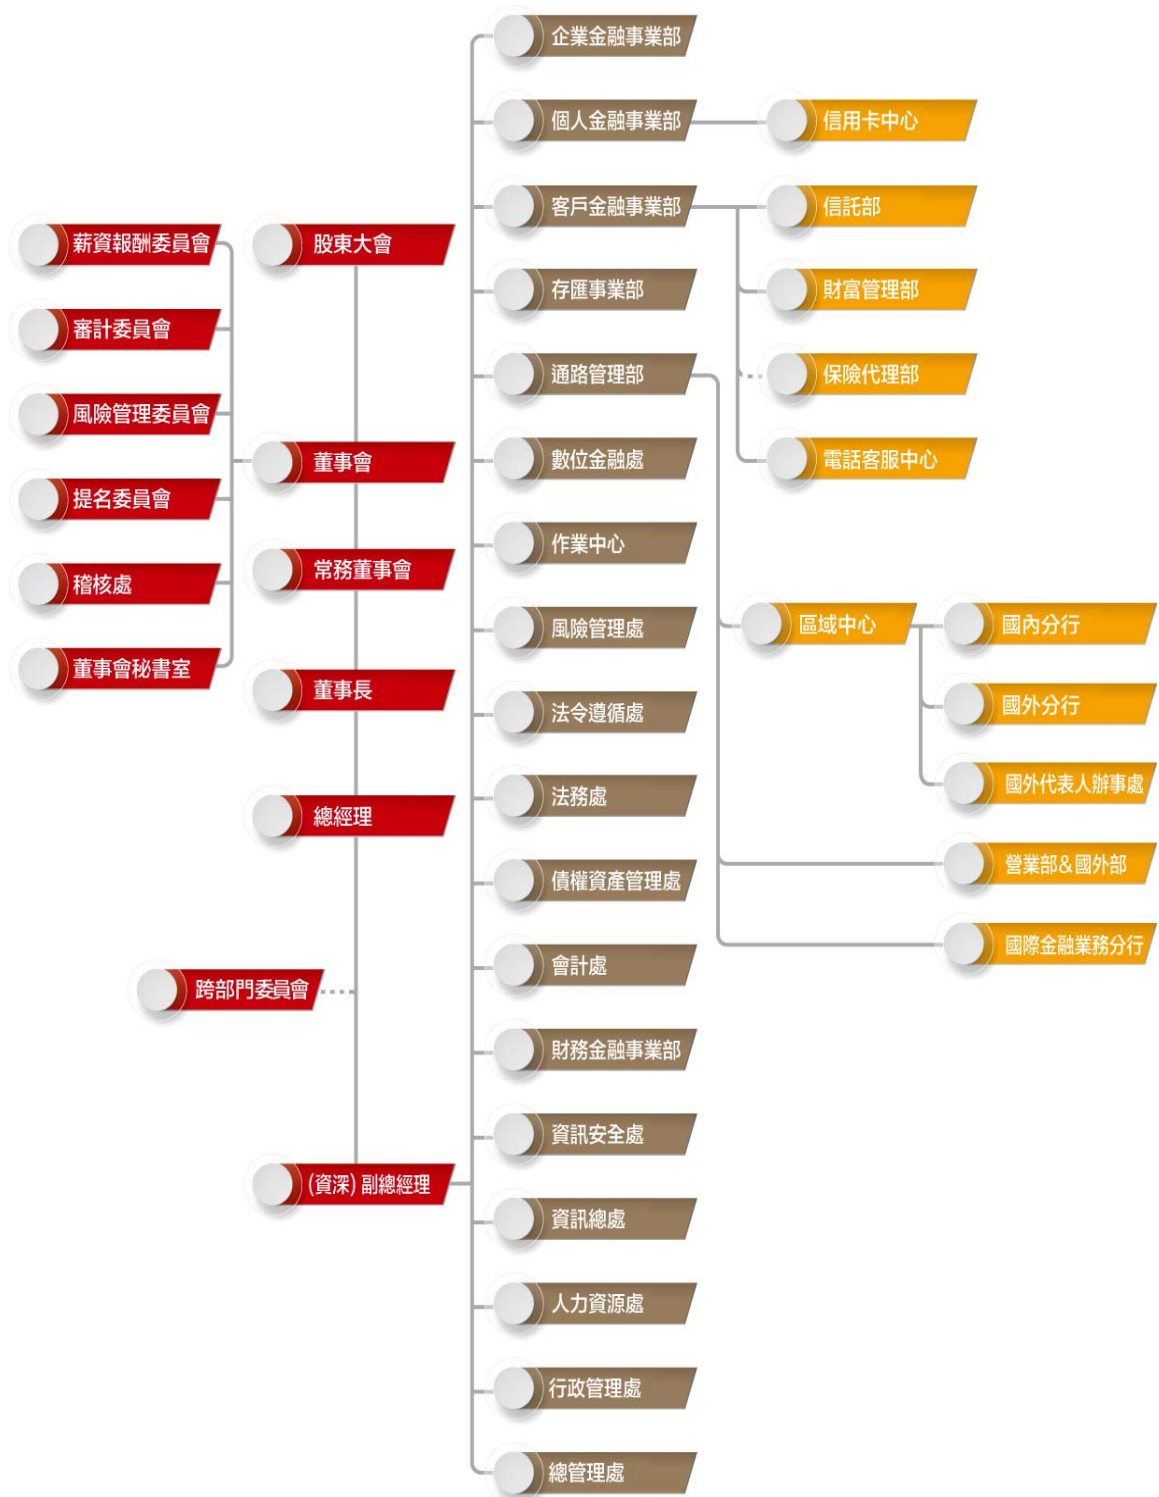 薪資報酬委員會
審計委員會
風險管理委員會
提名委員會
稽核處
董事會秘書室
股東大會
董事會
常務董事會
董事長
總經理
跨部門委員會
(資深) 副總經理
企業金融事業部
個人金融事業部
信用卡中心
客戶金融事業部
信託部
財富管理部
保險代理部
電話客服中心
存匯事業部
通路管理部
區域中心
國內分行
國外分行
國外代表人辦事處
營業部&國外部
國際金融業務分行
數位金融處
作業中心
風險管理處
法令遵循處
法務處
債權資產管理處
會計處
財務金融事業部
資訊安全處
資訊總處
人力資源處
行政管理處
總管理處